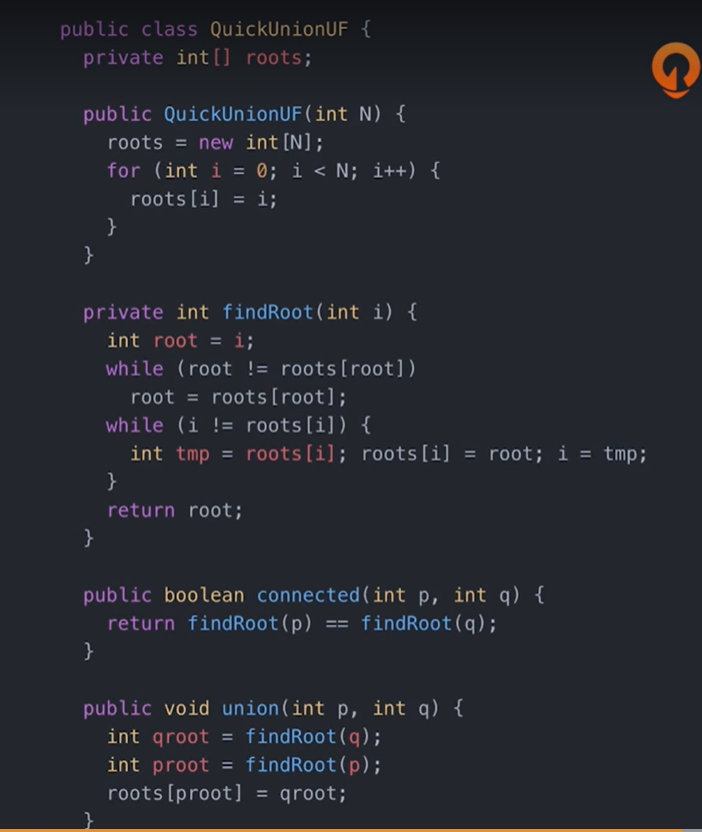 public class QuickUnionUF {
private int[] roots;
public QuickUnionUF(int N) {
roots = new int[N];
for (int i = 0; i < N; i++) {
roots[i] = i;
}
}
private int findRoot(int i) {
int root = i;
while (root != roots[root])
root = roots[root];
while (i != roots[i]) {
int tmp = roots[i]; roots[i] = root; i = tmp;
}
return root;
}
public boolean connected(int p, int q) {
return findRoot(p) == findRoot(q);
}
public void union(int p, int q) {
int qroot = findRoot(q);
int proot = findRoot(p);
roots[proot] = qroot;
}